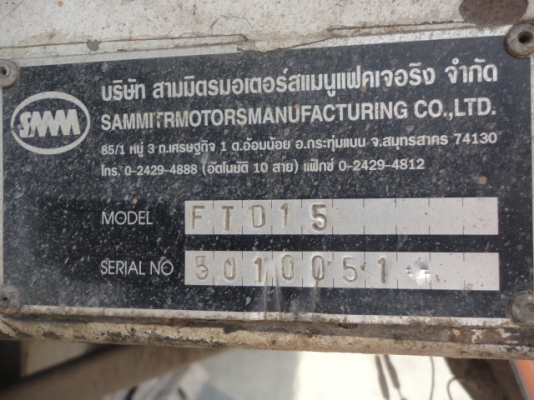 SMM
บริษัท สามมิตรมอเตอร์สแมนูแฟคเจอริง จำกัด
SAMMITRMOTORSMANUFACTURING CO.,LTD.
85/1 หมู่ 3 ถ.เศรษฐกิจ 1 ต.อ้อมน้อย อ.กระทุ่มแบน จ.สมุทรสาคร 74130
โทร. 0-2429-4888 (อัตโนมัติ 10 สาย) แฟ็กซ์ 0-2429-4812
MODEL FTD15
SERIAL NO 5010051